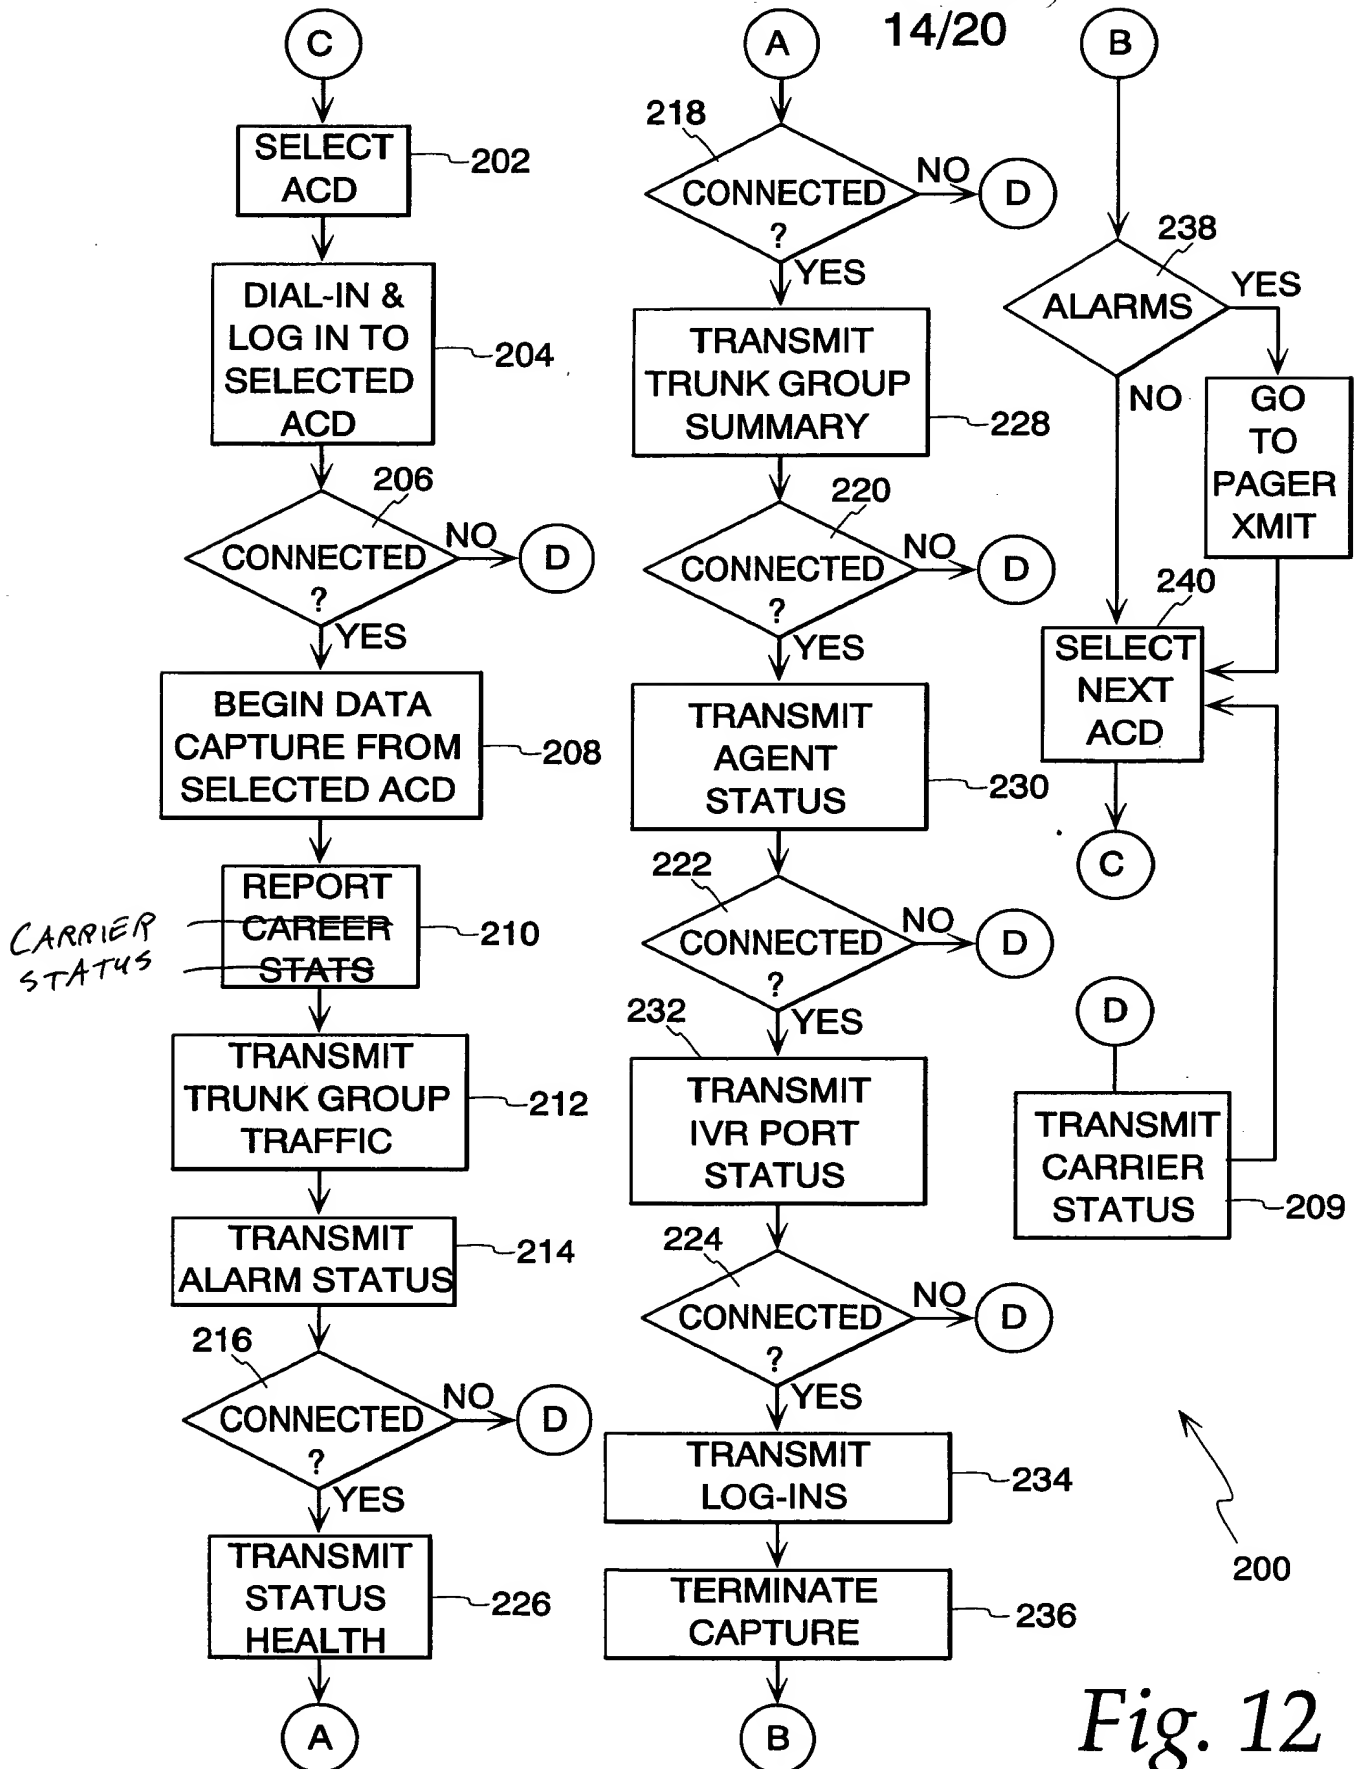 14/20
C
SELECT
ACD
202
DIAL-IN &
LOG IN TO
SELECTED
ACD
204
206
CONNECTED
?
NO
D
YES
BEGIN DATA
CAPTURE FROM
SELECTED ACD
208
REPORT
CAREER
STATS
210
CARRIER
STATUS
TRANSMIT
TRUNK GROUP
TRAFFIC
212
TRANSMIT
ALARM STATUS
214
216
CONNECTED
?
NO
D
YES
TRANSMIT
STATUS
HEALTH
226
A
A
218
CONNECTED
?
NO
D
YES
TRANSMIT
TRUNK GROUP
SUMMARY
228
220
CONNECTED
?
NO
D
YES
TRANSMIT
AGENT
STATUS
230
222
CONNECTED
?
NO
D
YES
232
TRANSMIT
IVR PORT
STATUS
224
CONNECTED
?
NO
D
YES
TRANSMIT
LOG-INS
234
TERMINATE
CAPTURE
236
B
B
238
ALARMS
YES
NO
GO
TO
PAGER
XMIT
240
SELECT
NEXT
ACD
C
D
TRANSMIT
CARRIER
STATUS
209
200
Fig. 12